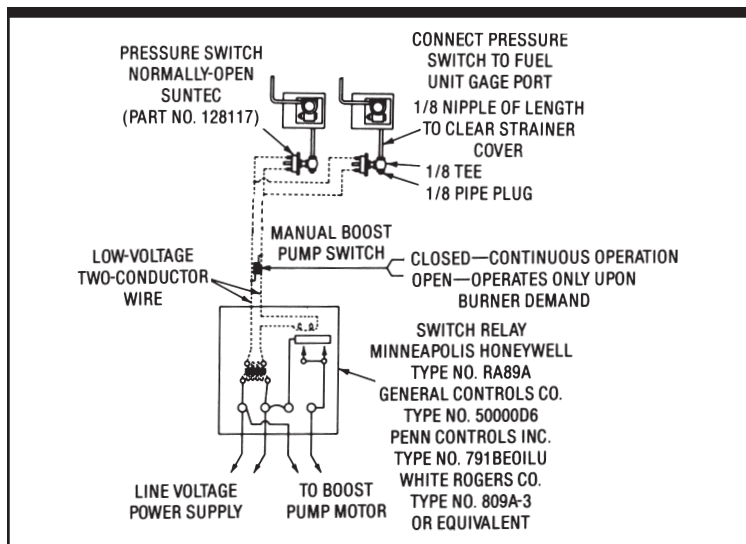 PRESSURE SWITCH
NORMALLY-OPEN
SUNTEC
(PART NO. 128117)
CONNECT PRESSURE
SWITCH TO FUEL
UNIT GAGE PORT
1/8 NIPPLE OF LENGTH
TO CLEAR STRAINER
COVER
1/8 TEE
1/8 PIPE PLUG
MANUAL BOOST
PUMP SWITCH
LOW-VOLTAGE
TWO-CONDUCTOR
WIRE
CLOSED—CONTINUOUS OPERATION
OPEN—OPERATES ONLY UPON
BURNER DEMAND
SWITCH RELAY
MINNEAPOLIS HONEYWELL
TYPE NO. RA89A
GENERAL CONTROLS CO.
TYPE NO. 50000D6
PENN CONTROLS INC.
TYPE NO. 791BEOILU
WHITE ROGERS CO.
TYPE NO. 809A-3
OR EQUIVALENT
LINE VOLTAGE
POWER SUPPLY
TO BOOST
PUMP MOTOR